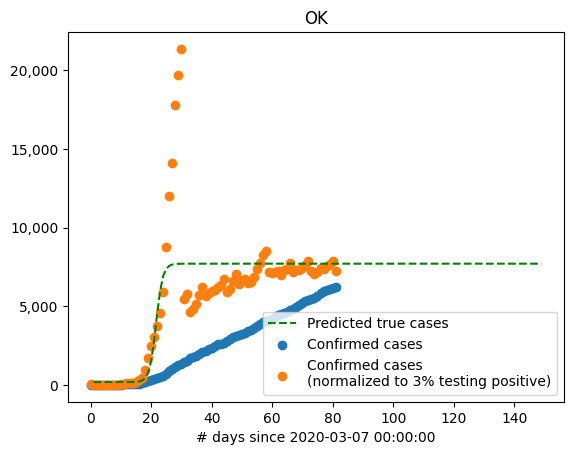 OK
20,000
15,000
10,000
5,000
0
Predicted true cases
Confirmed cases
Confirmed cases
(normalized to 3% testing positive)
0 20 40 60 80 100 120 140
# days since 2020-03-07 00:00:00